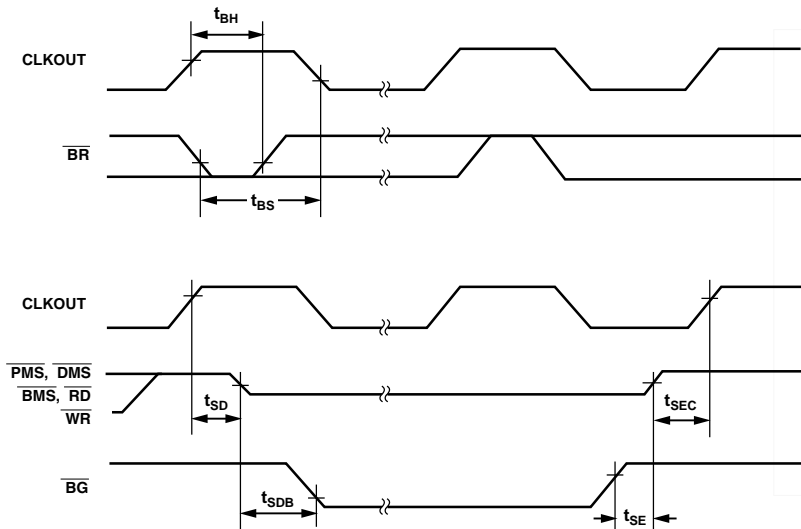 tBH
CLKOUT
BR
tBS
CLKOUT
PMS, DMS
BMS, RD
WR
tSD
tSEC
BG
tSDB
tSE